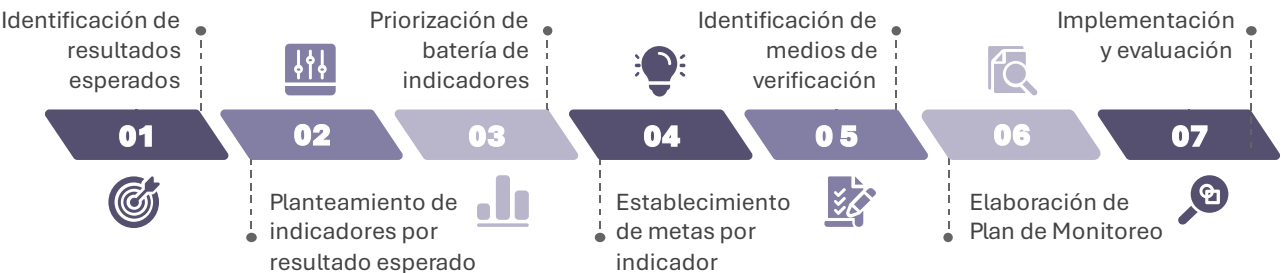 Identificación de
resultados
esperados
01
02
Planteamiento de
indicadores por
resultado esperado
Priorización de
batería de
indicadores
03
04
Establecimiento
de metas por
indicador
Identificación de
medios de
verificación
05
06
Elaboración de
Plan de Monitoreo
Implementación
y evaluación
07